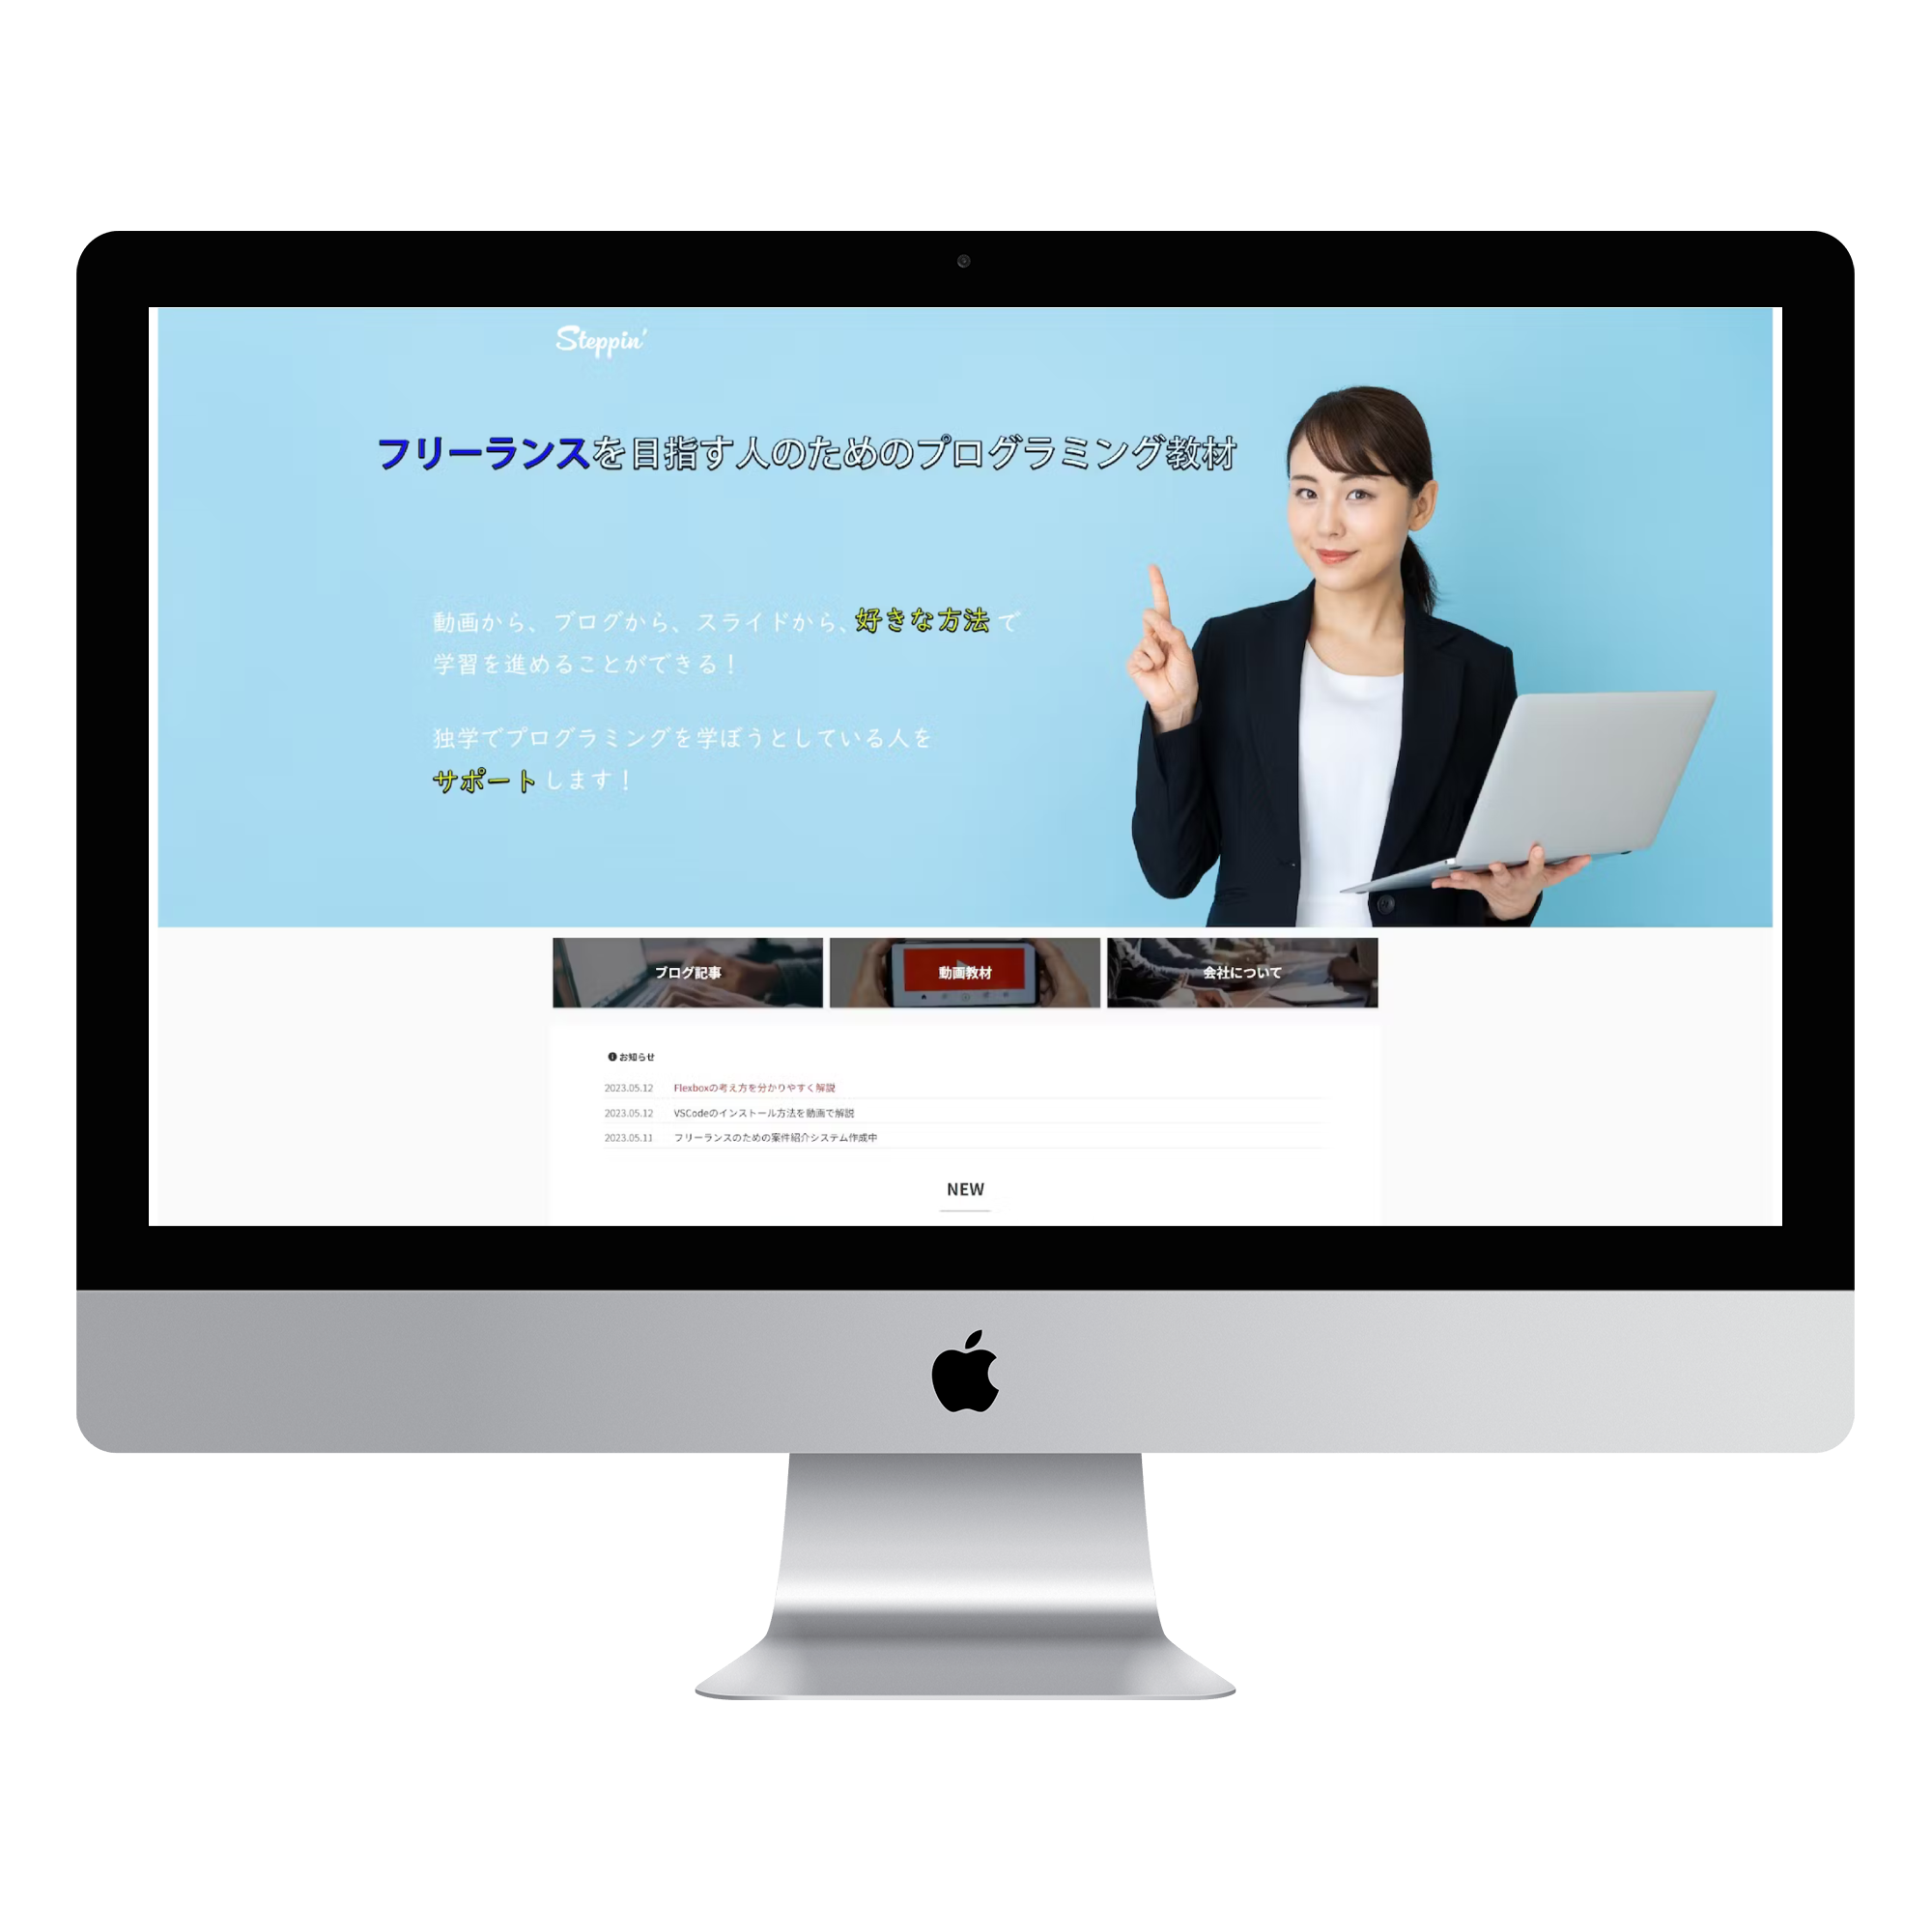 Steppin'
フリーランスを目指す人のためのプログラミング教材
動画から、ブログから、スライドから、好きな方法で
学習を進めることができる！
独学でプログラミングを学ぼうとしている人を
サポートします！
ブログ記事 動画教材 会社について
お知らせ
2023.05.12 Flexboxの考え方を分かりやすく解説
2023.05.12 VSCodeのインストール方法を動画で解説
2023.05.11 フリーランスのための案件紹介システム作成中
NEW